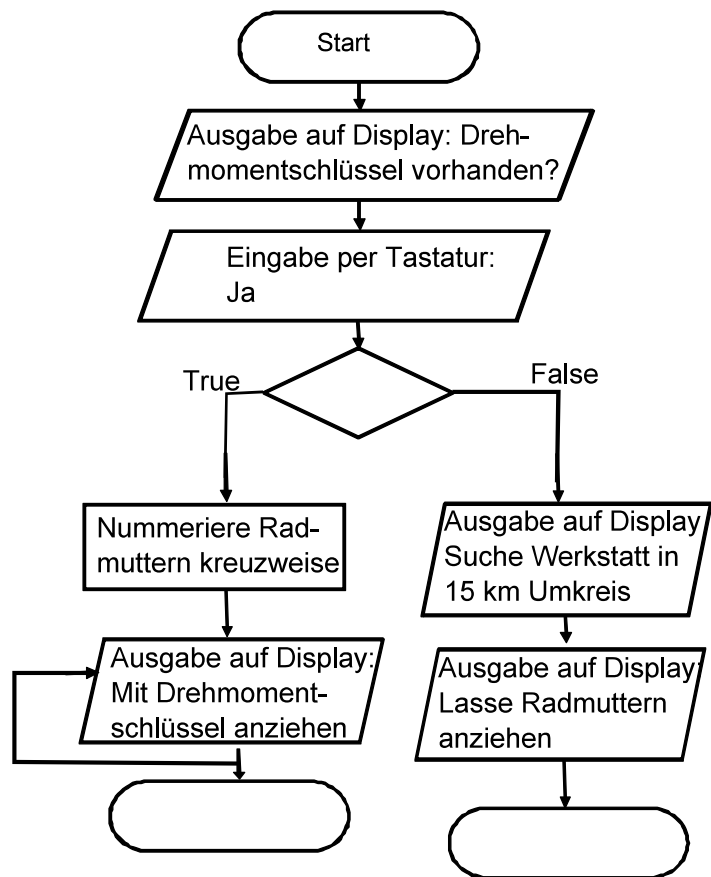 Start
Ausgabe auf Display: Dreh-
momentschlüssel vorhanden?
Eingabe per Tastatur:
Ja
True
False
Nummeriere Rad-
muttern kreuzweise
Ausgabe auf Display:
Mit Drehmoment-
schlüssel anziehen
Ausgabe auf Display
Suche Werkstatt in
15 km Umkreis
Ausgabe auf Display:
Lasse Radmuttern
anziehen